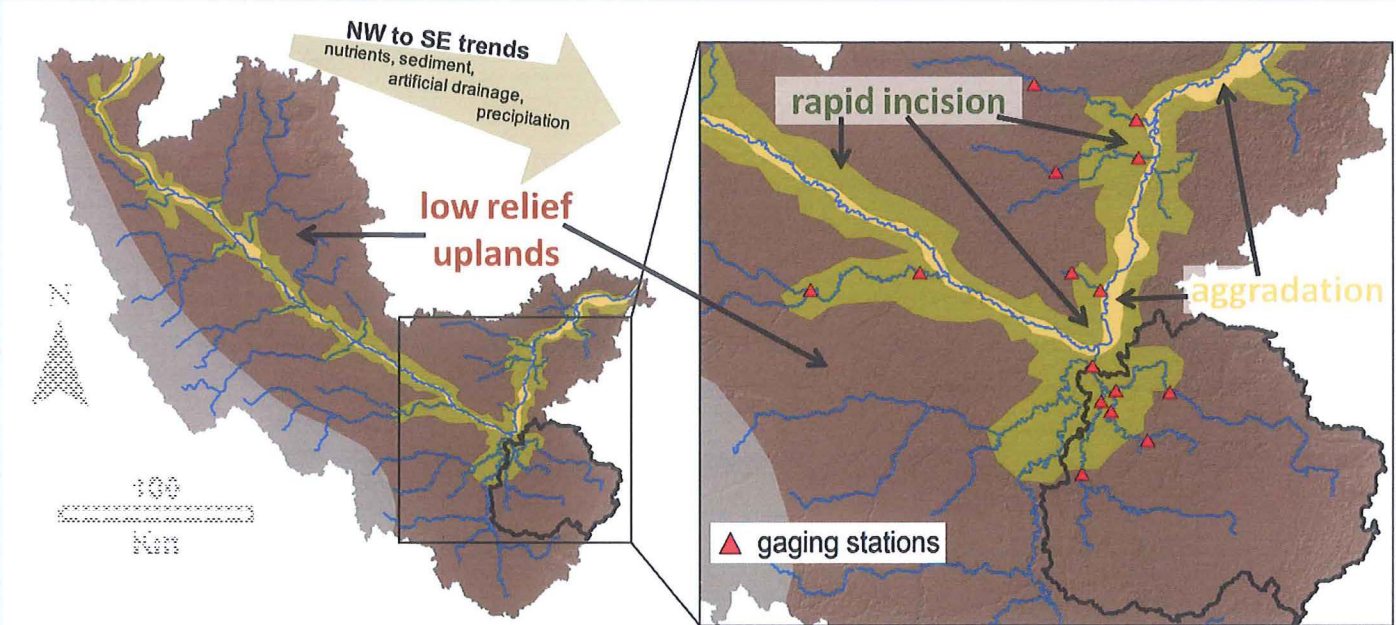 NW to SE trends
nutrients, sediment,
artificial drainage,
precipitation
low relief
uplands
N
100
Km
rapid incision
aggradation
gaging stations